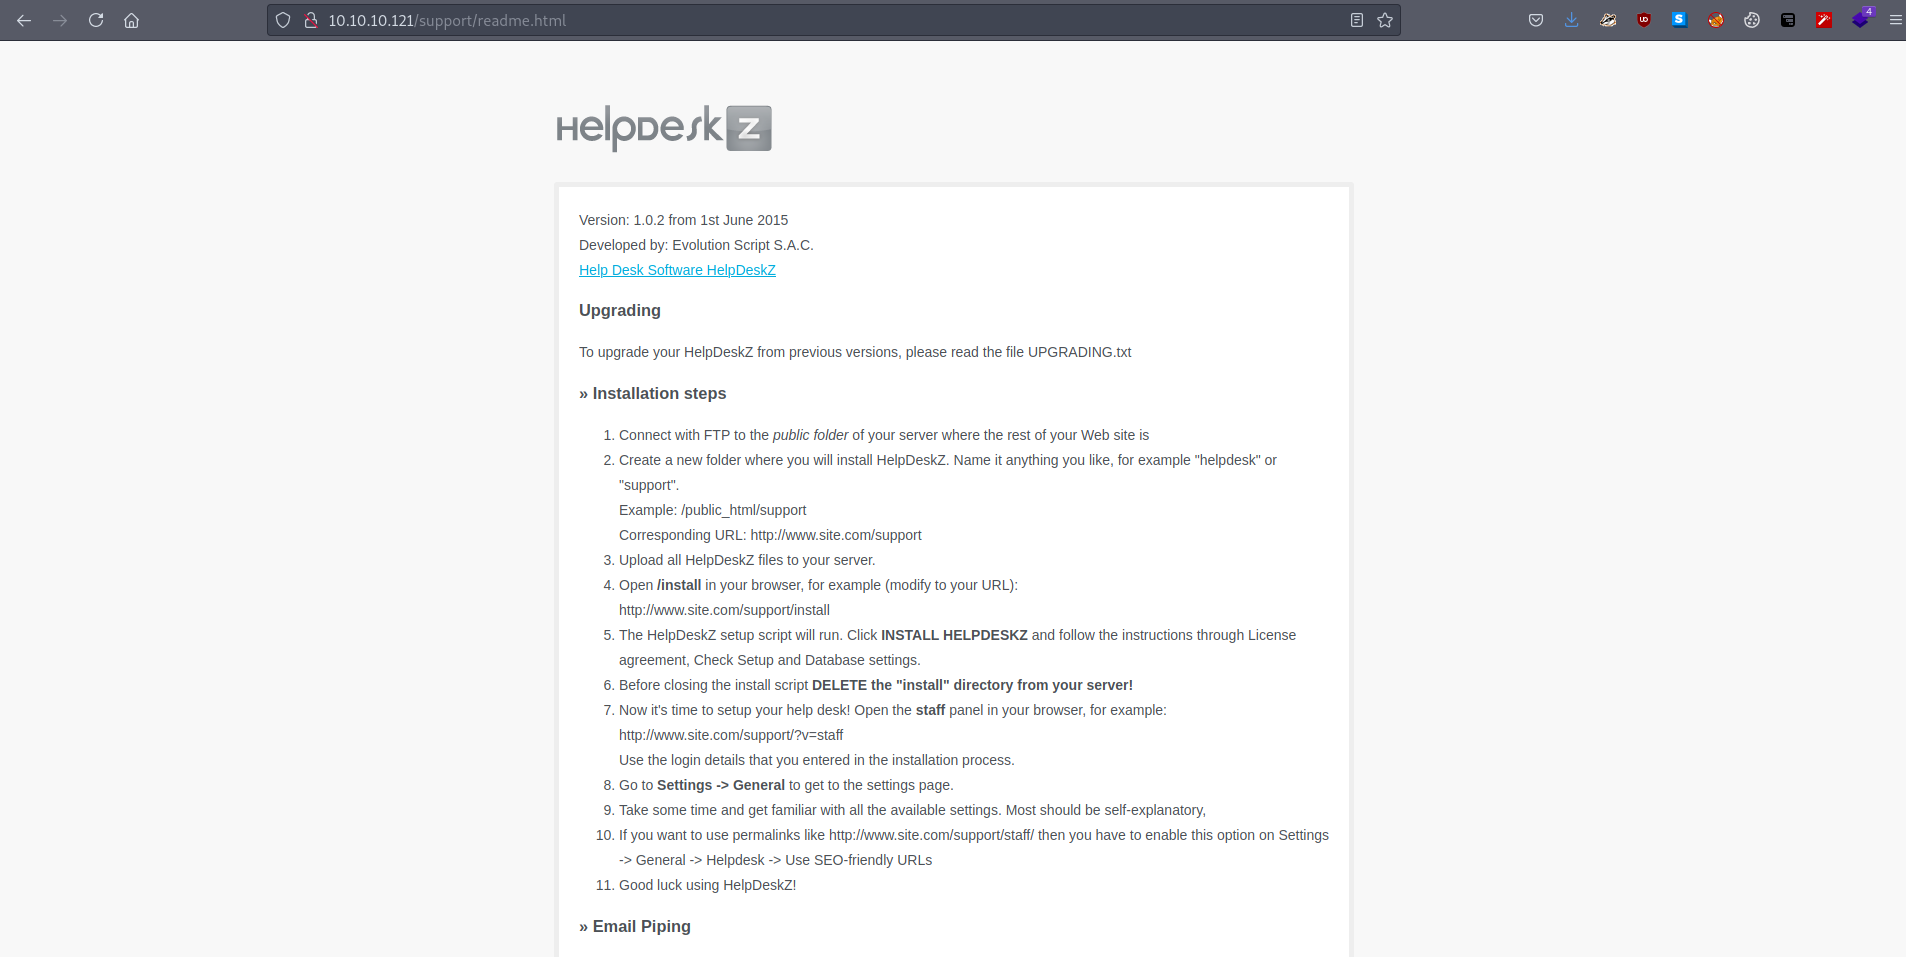 10.10.10.121/support/readme.html
4
HelpDesk Z
Version: 1.0.2 from 1st June 2015
Developed by: Evolution Script S.A.C.
Help Desk Software HelpDeskZ
Upgrading
To upgrade your HelpDeskZ from previous versions, please read the file UPGRADING.txt
» Installation steps
1. Connect with FTP to the public folder of your server where the rest of your Web site is
2. Create a new folder where you will install HelpDeskZ. Name it anything you like, for example "helpdesk" or
"support".
Example: /public_html/support
Corresponding URL: http://www.site.com/support
3. Upload all HelpDeskZ files to your server.
4. Open /install in your browser, for example (modify to your URL):
http://www.site.com/support/install
5. The HelpDeskZ setup script will run. Click INSTALL HELPDESKZ and follow the instructions through License
agreement, Check Setup and Database settings.
6. Before closing the install script DELETE the "install" directory from your server!
7. Now it's time to setup your help desk! Open the staff panel in your browser, for example:
http://www.site.com/support/?v=staff
Use the login details that you entered in the installation process.
8. Go to Settings -> General to get to the settings page.
9. Take some time and get familiar with all the available settings. Most should be self-explanatory,
10. If you want to use permalinks like http://www.site.com/support/staff/ then you have to enable this option on Settings
-> General -> Helpdesk -> Use SEO-friendly URLs
11. Good luck using HelpDeskZ!
» Email Piping